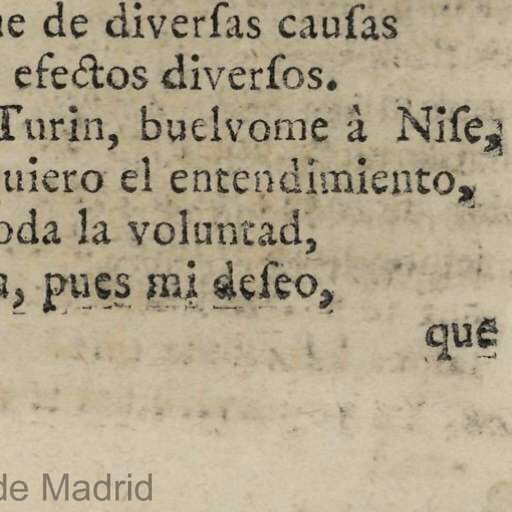 ue de diverſas cauſas
efectos diverſos.
Turin, buelvome à Niſe,
uiero el entendimiento,
oda la voluntad,
a, pues mi deſeo,
que
de Madrid